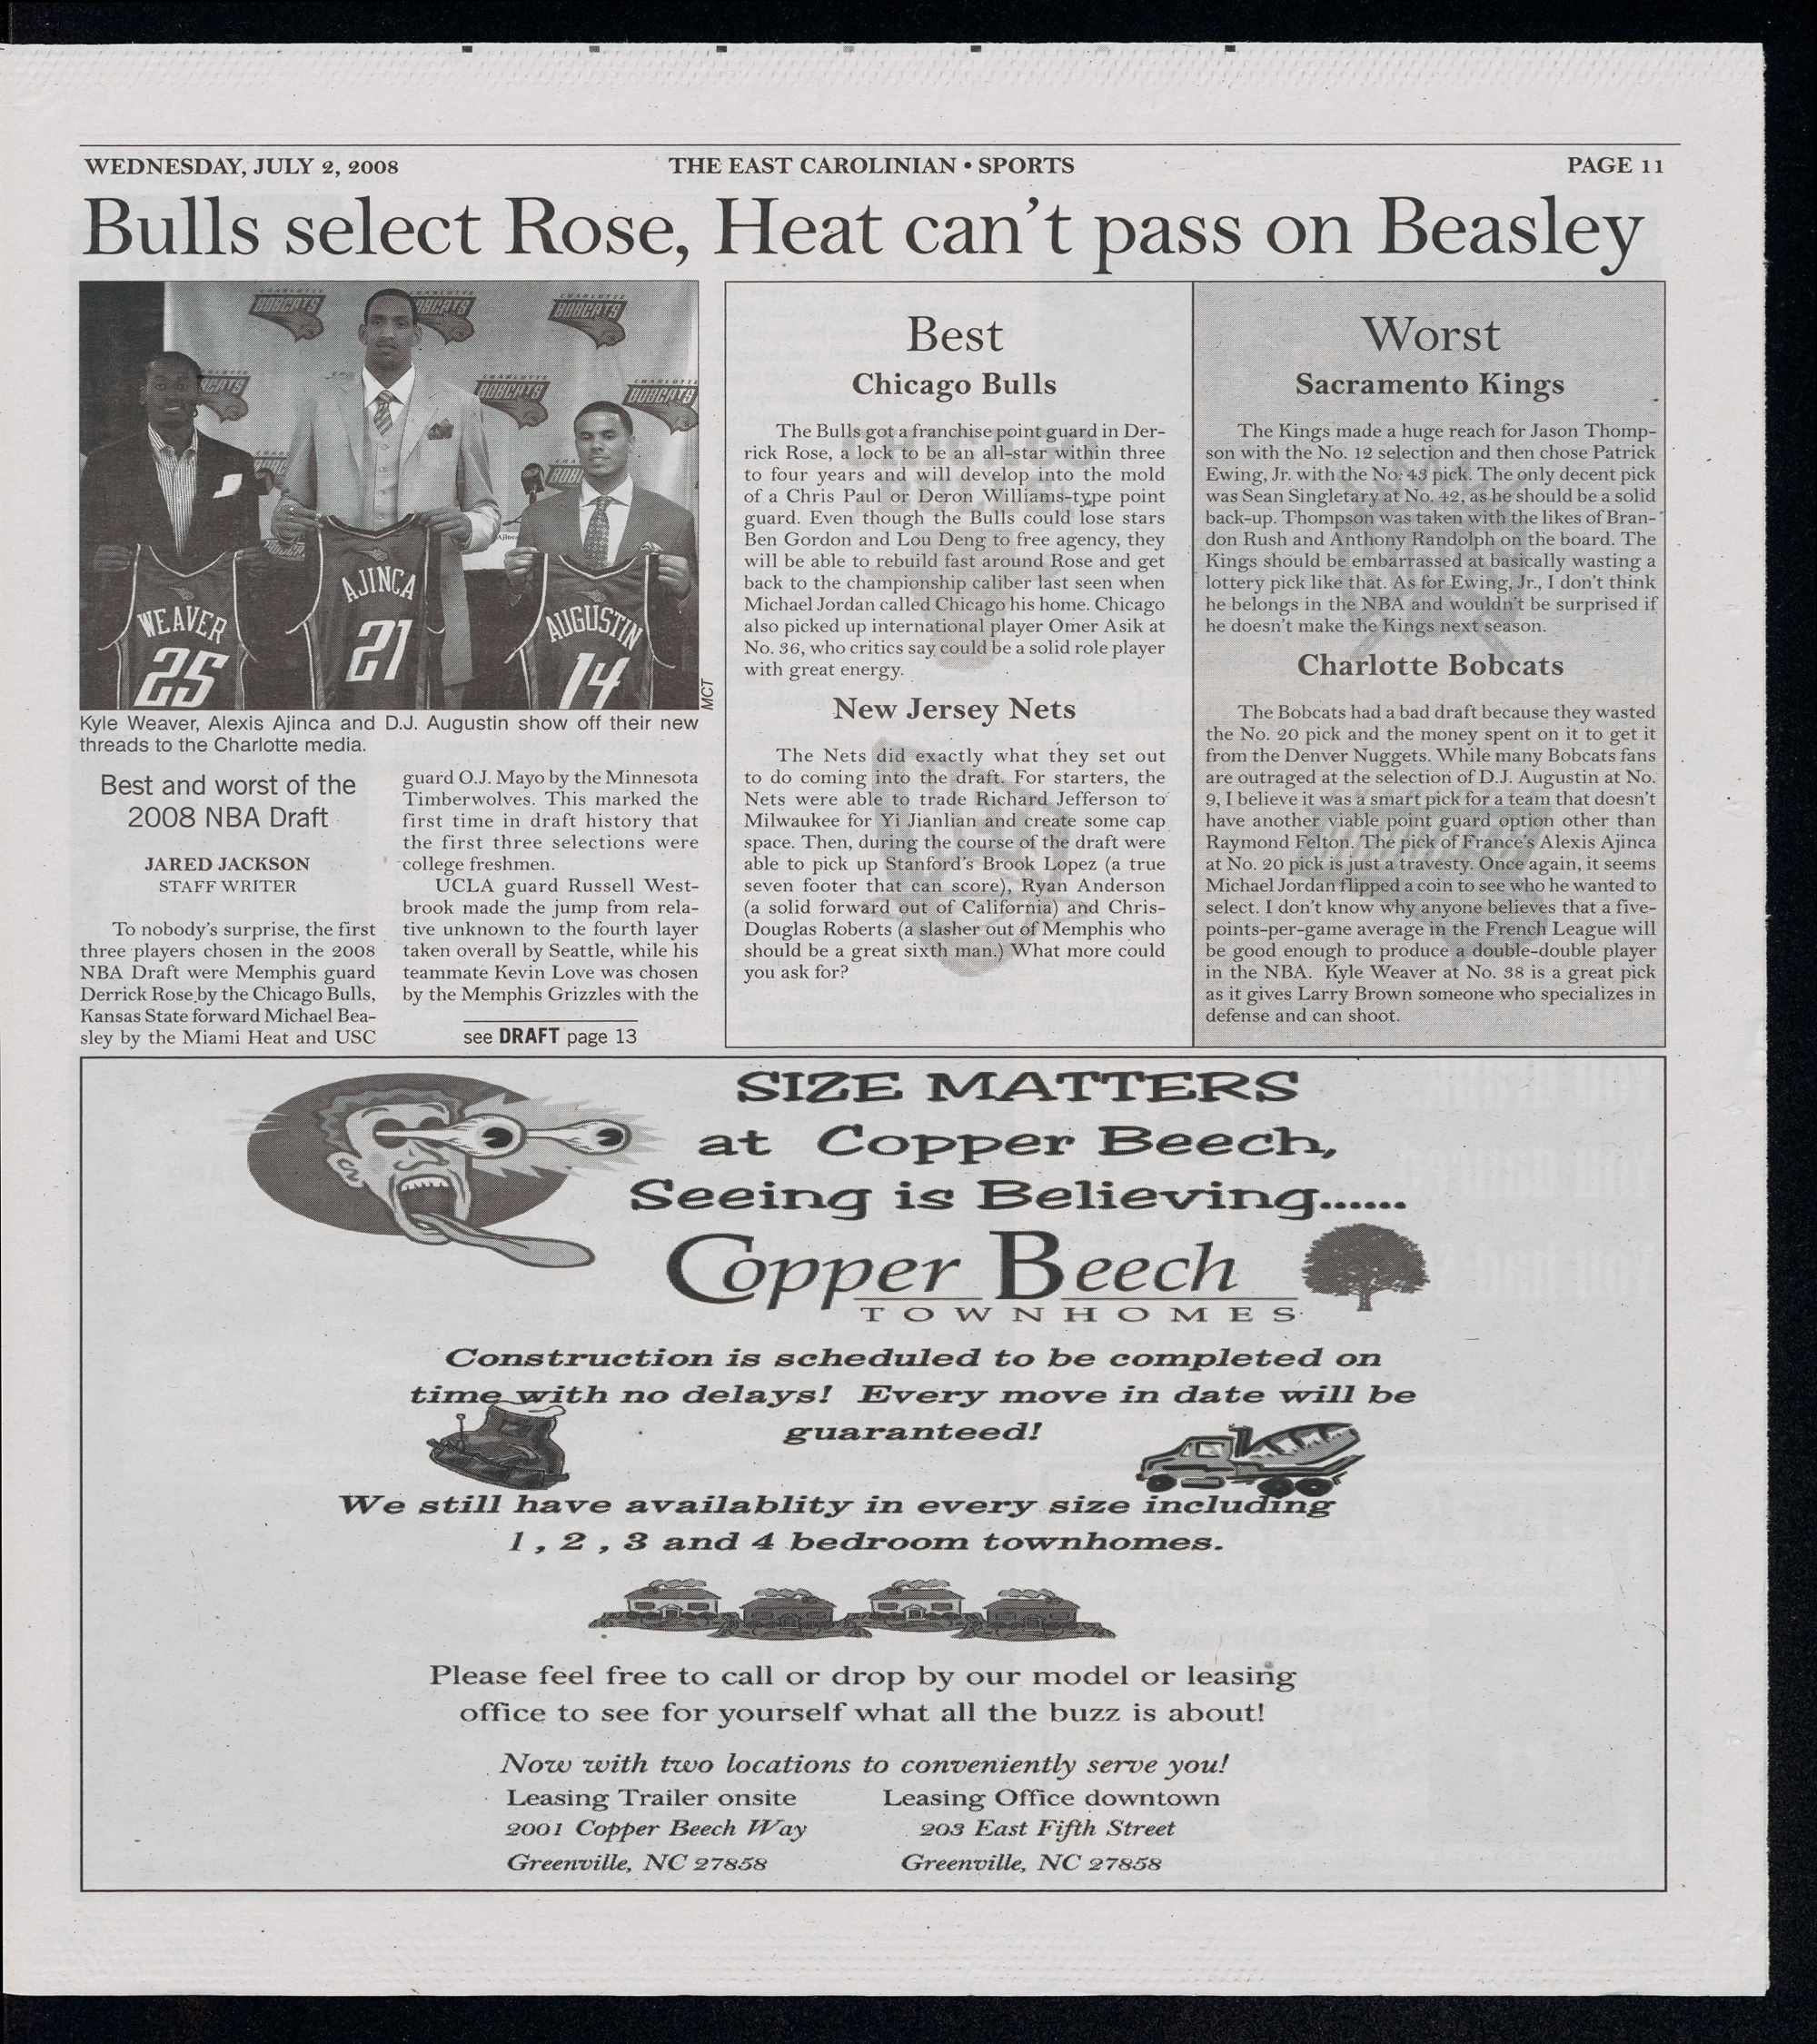 WEDNESDAY, JULY 2, 2008
THE EAST CAROLINIAN • SPORTS
PAGE 11
Bulls select Rose, Heat can't pass on Beasley
CHARLOTTE
BOBCATS
CHARLOTTE
BOBCATS
CHARLOTTE
BOBCATS
CHARLOTTE
BOBCATS
WEAVER
25
AJINCA
21
AUGUSTIN
14
MCT
Kyle Weaver, Alexis Ajinca and D.J. Augustin show off their new
threads to the Charlotte media.
Best and worst of the
2008 NBA Draft
JARED JACKSON
STAFF WRITER
To nobody's surprise, the first
three players chosen in the 2008
NBA Draft were Memphis guard
Derrick Rose by the Chicago Bulls,
Kansas State forward Michael Bea-
sley by the Miami Heat and USC
guard O.J. Mayo by the Minnesota
Timberwolves. This marked the
first time in draft history that
the first three selections were
college freshmen.
UCLA guard Russell West-
brook made the jump from rela-
tive unknown to the fourth layer
taken overall by Seattle, while his
teammate Kevin Love was chosen
by the Memphis Grizzles with the
see DRAFT page 13
Best
Chicago Bulls
The Bulls got a franchise point guard in Der-
rick Rose, a lock to be an all-star within three
to four years and will develop into the mold
of a Chris Paul or Deron Williams-type point
guard. Even though the Bulls could lose stars
Ben Gordon and Lou Deng to free agency, they
will be able to rebuild fast around Rose and get
back to the championship caliber last seen when
Michael Jordan called Chicago his home. Chicago
also picked up international player Omer Asik at
No. 36, who critics say could be a solid role player
with great energy.
New Jersey Nets
The Nets did exactly what they set out
to do coming into the draft. For starters, the
Nets were able to trade Richard Jefferson to
Milwaukee for Yi Jianlian and create some cap
space. Then, during the course of the draft were
able to pick up Stanford's Brook Lopez (a true
seven footer that can score), Ryan Anderson
(a solid forward out of California) and Chris-
Douglas Roberts (a slasher out of Memphis who
should be a great sixth man.) What more could
you ask for?
Worst
Sacramento Kings
The Kings made a huge reach for Jason Thomp-
son with the No. 12 selection and then chose Patrick
Ewing, Jr. with the No. 43 pick. The only decent pick
was Sean Singletary at No. 42, as he should be a solid
back-up. Thompson was taken with the likes of Bran-
don Rush and Anthony Randolph on the board. The
Kings should be embarrassed at basically wasting a
lottery pick like that. As for Ewing, Jr., I don't think
he belongs in the NBA and wouldn't be surprised if
he doesn't make the Kings next season.
Charlotte Bobcats
The Bobcats had a bad draft because they wasted
the No. 20 pick and the money spent on it to get it
from the Denver Nuggets. While many Bobcats fans
are outraged at the selection of D.J. Augustin at No.
9, I believe it was a smart pick for a team that doesn't
have another viable point guard option other than
Raymond Felton. The pick of France's Alexis Ajinca
at No. 20 pick is just a travesty. Once again, it seems
Michael Jordan flipped a coin to see who he wanted to
select. I don't know why anyone believes that a five-
points-per-game average in the French League will
be good enough to produce a double-double player
in the NBA. Kyle Weaver at No. 38 is a great pick
as it gives Larry Brown someone who specializes in
defense and can shoot.
SIZE MATTERS
at Copper Beech,
Seeing is Believing......
Copper Beech
TOWNHOMES
Construction is scheduled to be completed on
time with no delays! Every move in date will be
guaranteed!
We still have availablity in every size including
1 , 2 , 3 and 4 bedroom townhomes.
Please feel free to call or drop by our model or leasing
office to see for yourself what all the buzz is about!
Now with two locations to conveniently serve you!
Leasing Trailer onsite
2001 Copper Beech Way
Greenville, NC 27858
Leasing Office downtown
203 East Fifth Street
Greenville, NC 27858